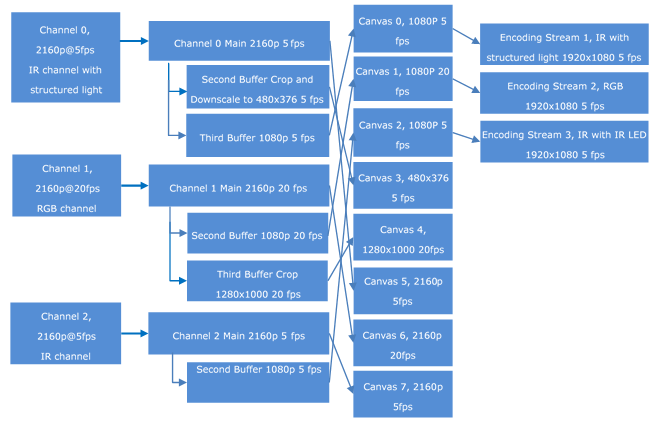 Channel 0,
2160p@5fps
IR channel with
structured light
Channel 0 Main 2160p 5 fps
Second Buffer Crop and
Downscale to 480x376 5 fps
Third Buffer 1080p 5 fps
Channel 1,
2160p@20fps
RGB channel
Channel 1 Main 2160p 20 fps
Second Buffer 1080p 20 fps
Third Buffer Crop
1280x1000 20 fps
Channel 2,
2160p@5fps
IR channel
Channel 2 Main 2160p 5 fps
Second Buffer 1080p 5 fps
Canvas 0, 1080P 5
fps
Canvas 1, 1080P 20
fps
Canvas 2, 1080P 5
fps
Canvas 3, 480x376
5 fps
Canvas 4,
1280x1000 20fps
Canvas 5, 2160p
5fps
Canvas 6, 2160p
20fps
Canvas 7, 2160p
5fps
Encoding Stream 1, IR with
structured light 1920x1080 5 fps
Encoding Stream 2, RGB
1920x1080 5 fps
Encoding Stream 3, IR with IR LED
1920x1080 5 fps